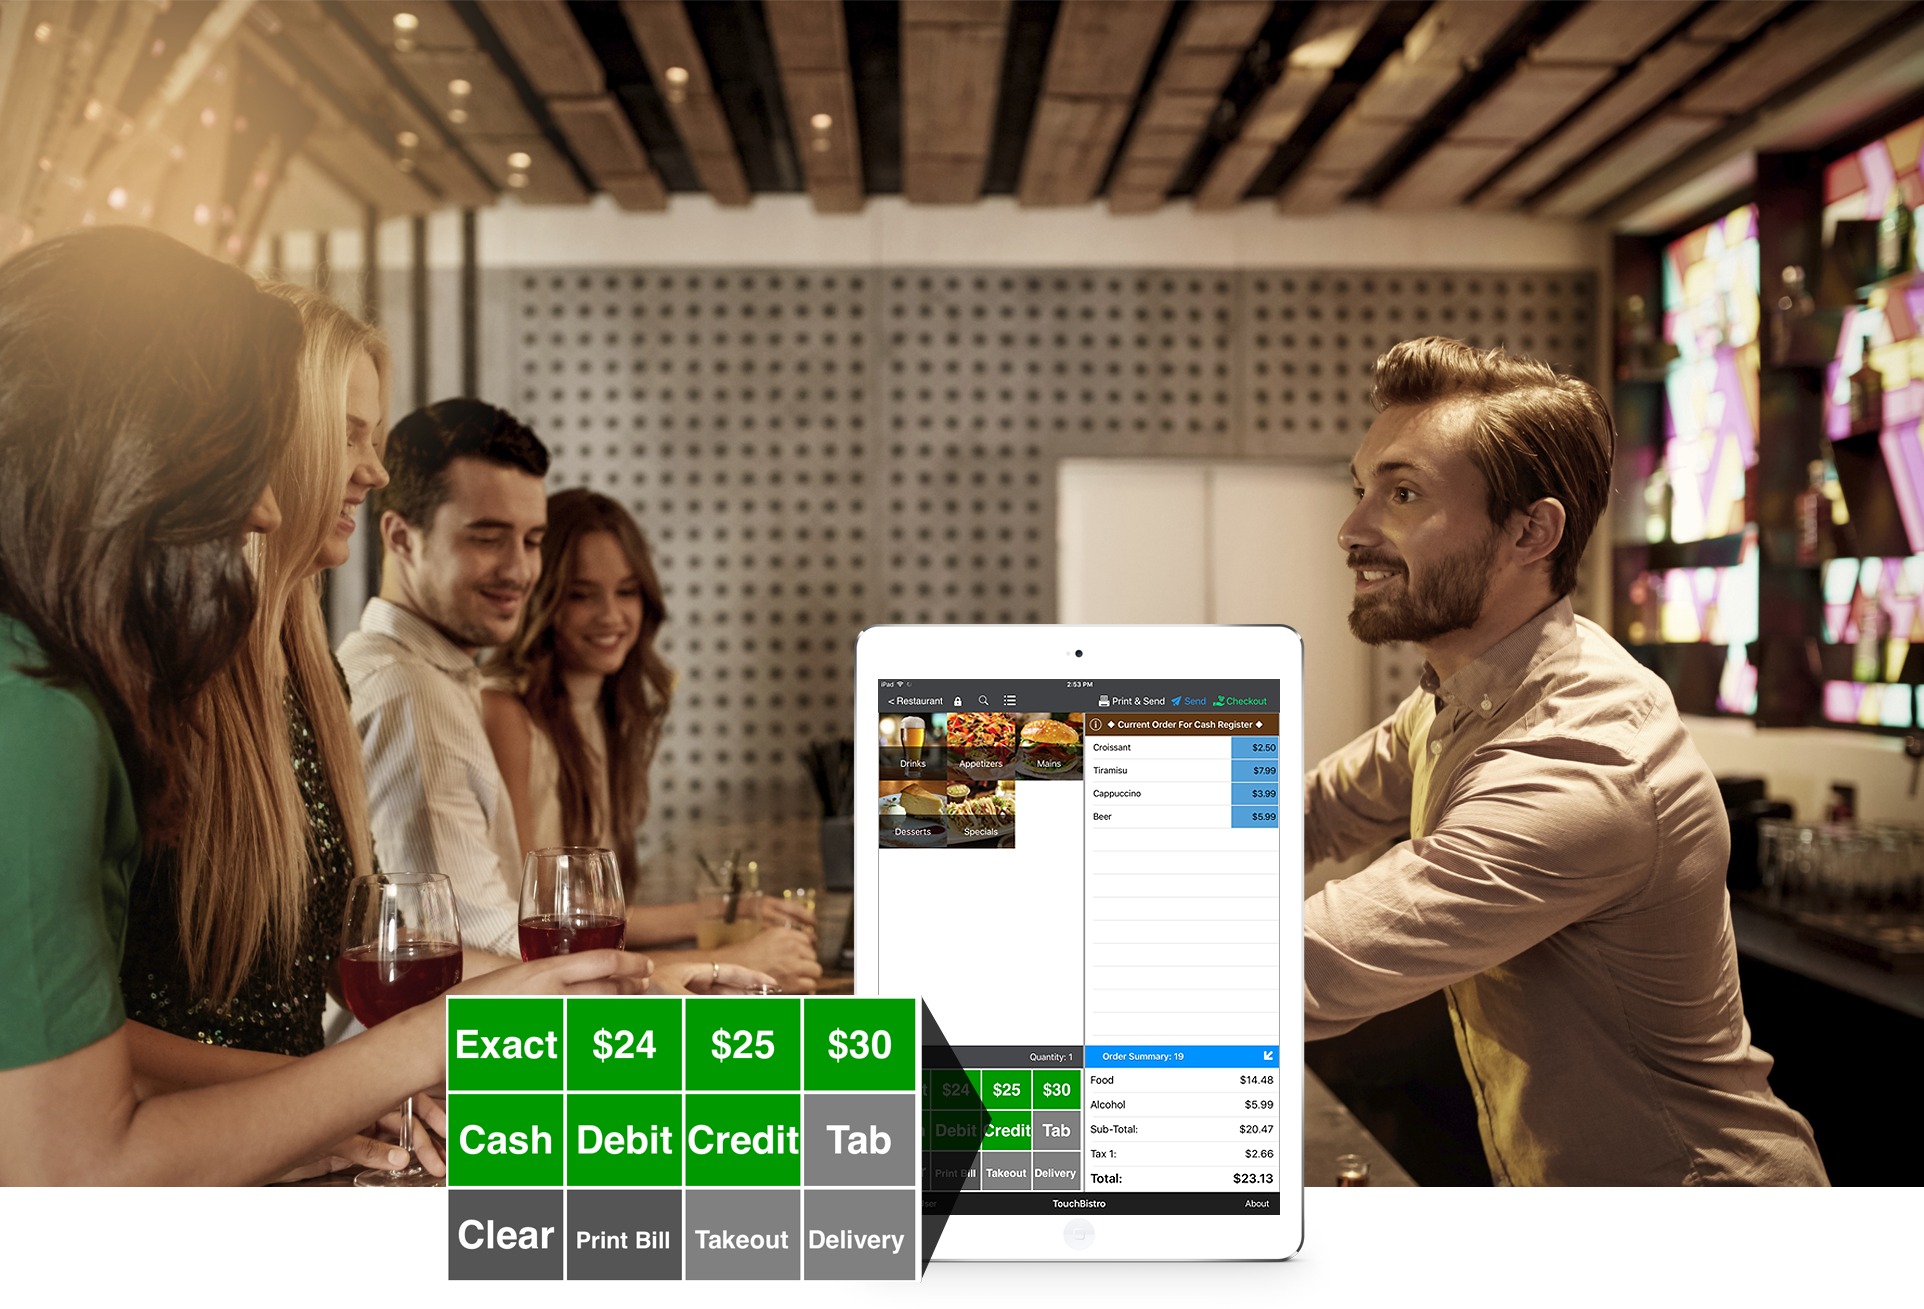 iPad 2:53 PM
< Restaurant Print & Send Send Checkout
◆ Current Order For Cash Register ◆
Drinks Appetizers Mains
Desserts Specials
Croissant $2.50
Tiramisu $7.99
Cappuccino $3.99
Beer $5.99
Quantity: 1
Order Summary: 19
Food $14.48
Alcohol $5.99
Sub-Total: $20.47
Tax 1: $2.66
Total: $23.13
$24 $25 $30
Debit Credit Tab
Print Bill Takeout Delivery
TouchBistro About
Exact $24 $25 $30
Cash Debit Credit Tab
Clear Print Bill Takeout Delivery